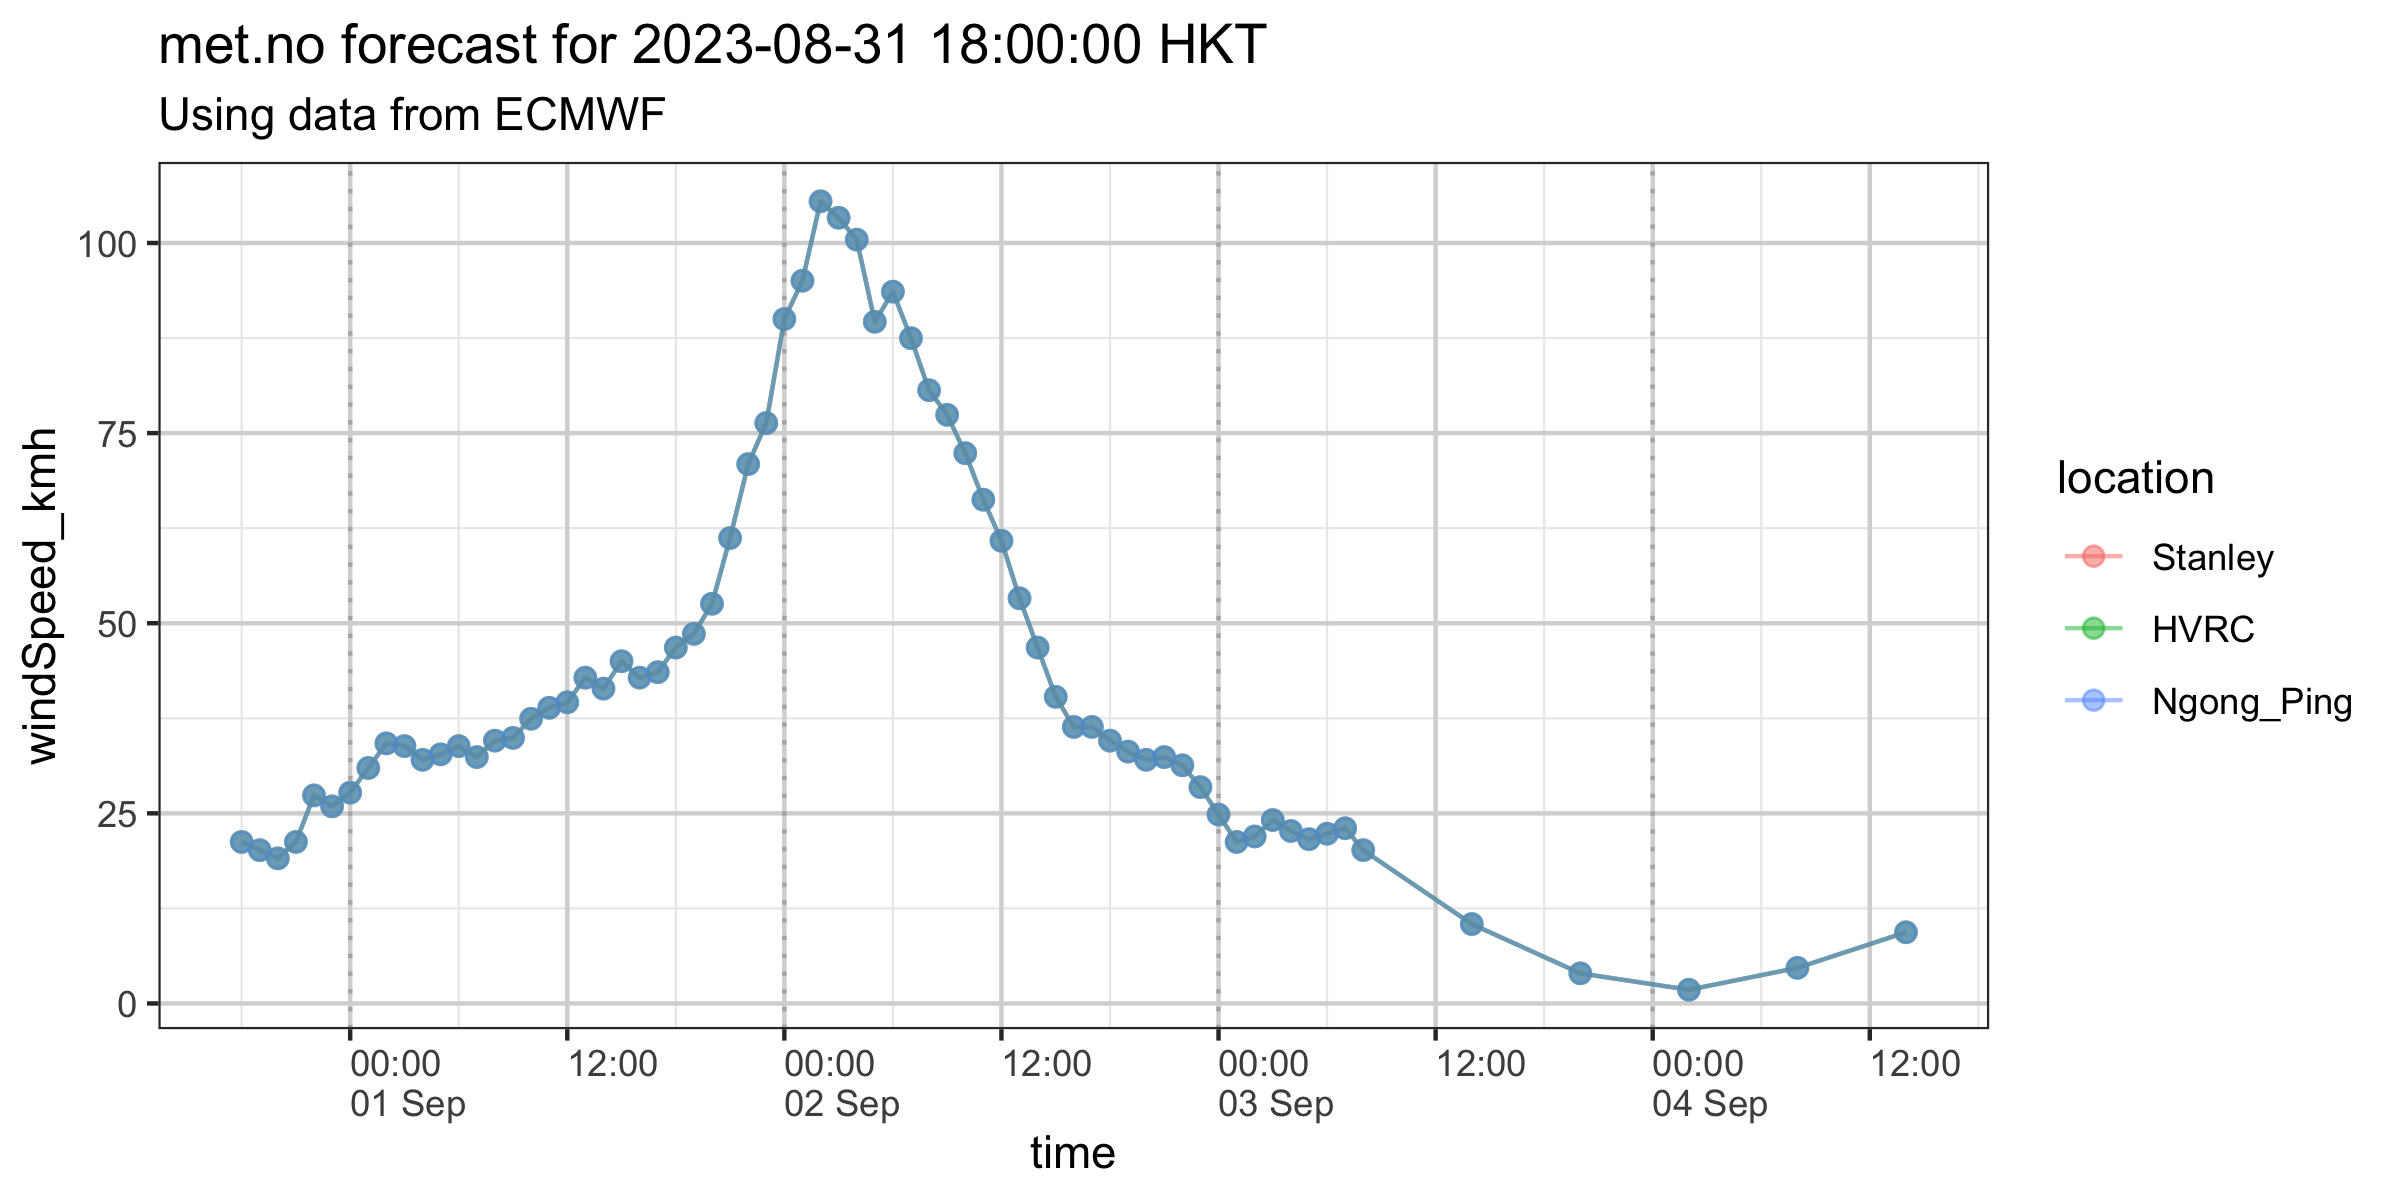 met.no forecast for 2023-08-31 18:00:00 HKT
Using data from ECMWF
windSpeed_kmh
100
75
50
25
0
00:00 12:00 00:00 12:00 00:00 12:00 00:00 12:00
01 Sep 02 Sep 03 Sep 04 Sep
time
location
Stanley
HVRC
Ngong_Ping